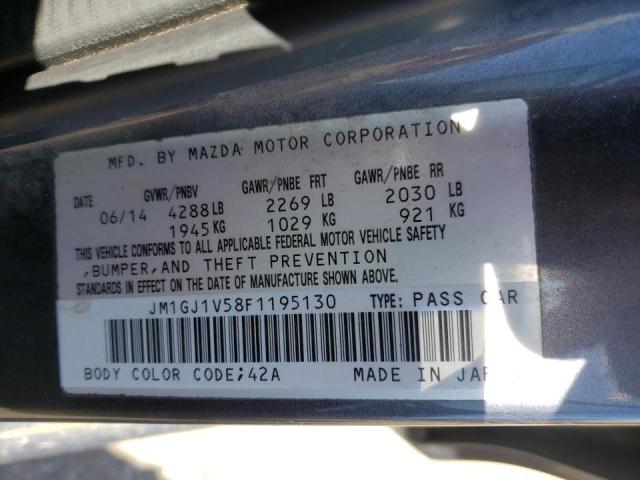 MFD. BY MAZDA MOTOR CORPORATION
DATE GVWR/PNBV GAWR/PNBE FRT GAWR/PNBE RR
06/14 4288LB 2269 LB 2030 LB
1945KG 1029 KG 921 KG
THIS VEHICLE CONFORMS TO ALL APPLICABLE FEDERAL MOTOR VEHICLE SAFETY
,BUMPER,AND THEFT PREVENTION
IN EFFECT ON THE DATE OF MANUFACTURE SHOWN ABOVE.
JM1GJ1V58F1195130 TYPE: PASS CAR
BODY COLOR CODE;42A MADE IN JAP